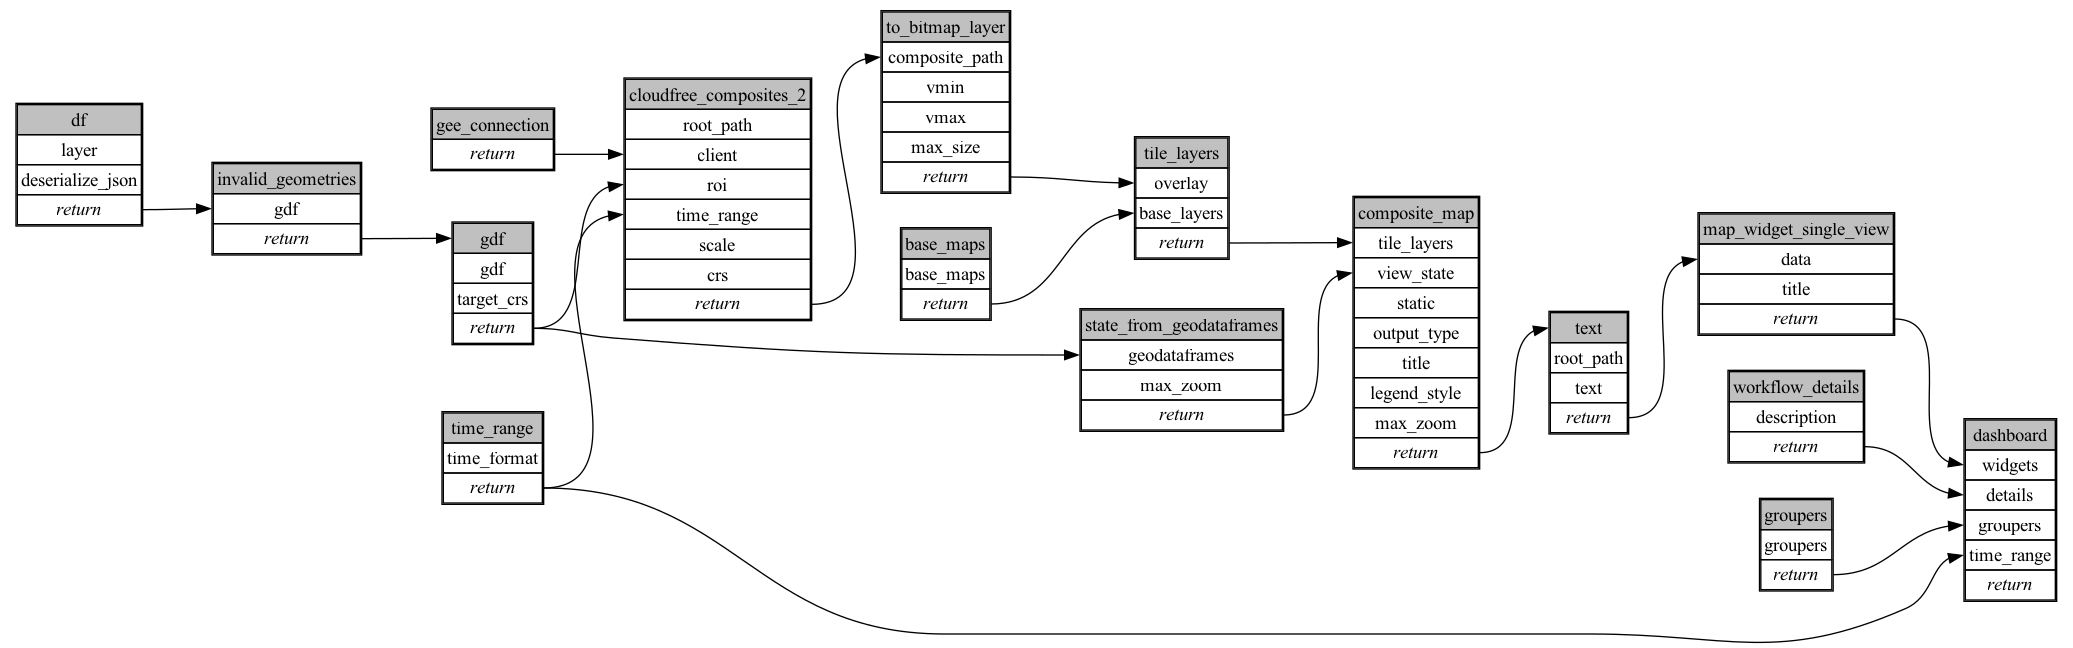 df
layer
deserialize_json
return
invalid_geometries
gdf
return
gee_connection
return
gdf
gdf
target_crs
return
time_range
time_format
return
cloudfree_composites_2
root_path
client
roi
time_range
scale
crs
return
to_bitmap_layer
composite_path
vmin
vmax
max_size
return
base_maps
base_maps
return
tile_layers
overlay
base_layers
return
state_from_geodataframes
geodataframes
max_zoom
return
composite_map
tile_layers
view_state
static
output_type
title
legend_style
max_zoom
return
text
root_path
text
return
map_widget_single_view
data
title
return
workflow_details
description
return
groupers
groupers
return
dashboard
widgets
details
groupers
time_range
return